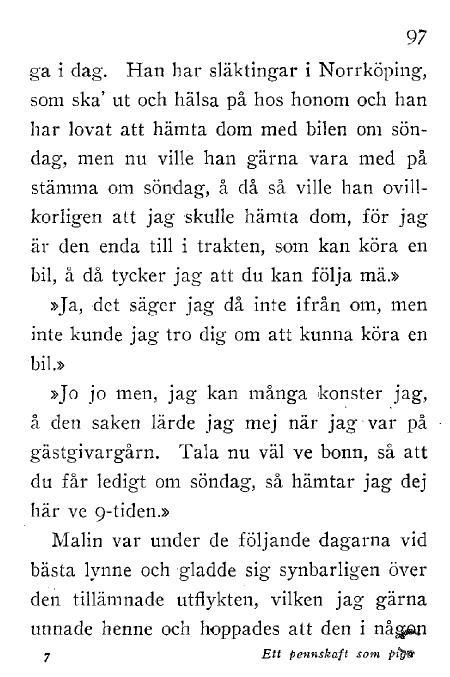 97
ga i dag. Han har släktingar i Norrköping,
som ska' ut och hälsa på hos honom och han
har lovat att hämta dom med bilen om sön-
dag, men nu ville han gärna vara med på
stämma om söndag, å då så ville han ovill-
korligen att jag skulle hämta dom, för jag
är den enda till i trakten, som kan köra en
bil, å då tycker jag att du kan följa mä.»
»Ja, det säger jag då inte ifrån om, men
inte kunde jag tro dig om att kunna köra en
bil.»
»Jo jo men, jag kan många konster jag,
å den saken lärde jag mej när jag var på
gästgivargårn. Tala nu väl ve bonn, så att
du får ledigt om söndag, så hämtar jag dej
här ve 9-tiden.»
Malin var under de följande dagarna vid
bästa lynne och gladde sig synbarligen över
den tillämnade utflykten, vilken jag gärna
unnade henne och hoppades att den i någon
7 Ett pennskaft som piga